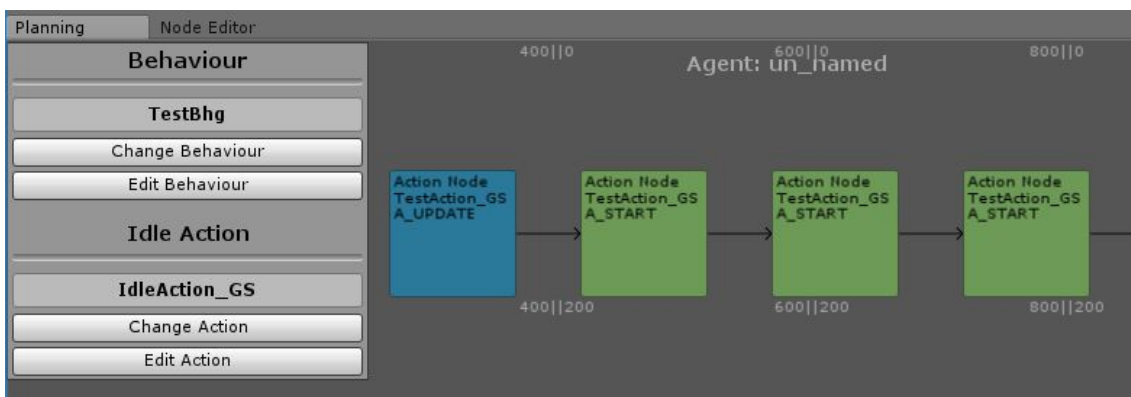 Planning
Node Editor
Behaviour
TestBhg
Change Behaviour
Edit Behaviour
Idle Action
IdleAction_GS
Change Action
Edit Action
400||0
600||0
800||0
Agent: un_named
Action Node
TestAction_GS
A_UPDATE
Action Node
TestAction_GS
A_START
Action Node
TestAction_GS
A_START
Action Node
TestAction_GS
A_START
400||200
600||200
800||200